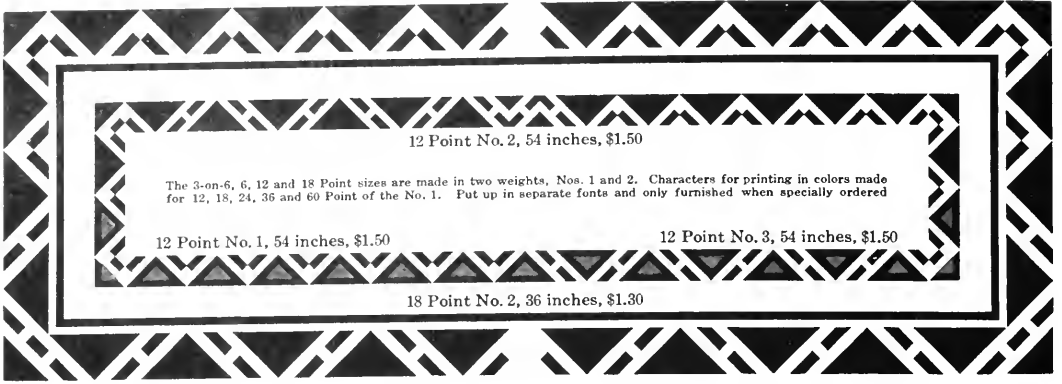 12 Point No. 2, 54 inches, $1.50
The 3-on-6, 6, 12 and 18 Point sizes are made in two weights, Nos. 1 and 2. Characters for printing in colors made
for 12, 18, 24, 36 and 60 Point of the No. 1. Put up in separate fonts and only furnished when specially ordered
12 Point No. 1, 54 inches, $1.50
12 Point No. 3, 54 inches, $1.50
18 Point No. 2, 36 inches, $1.30